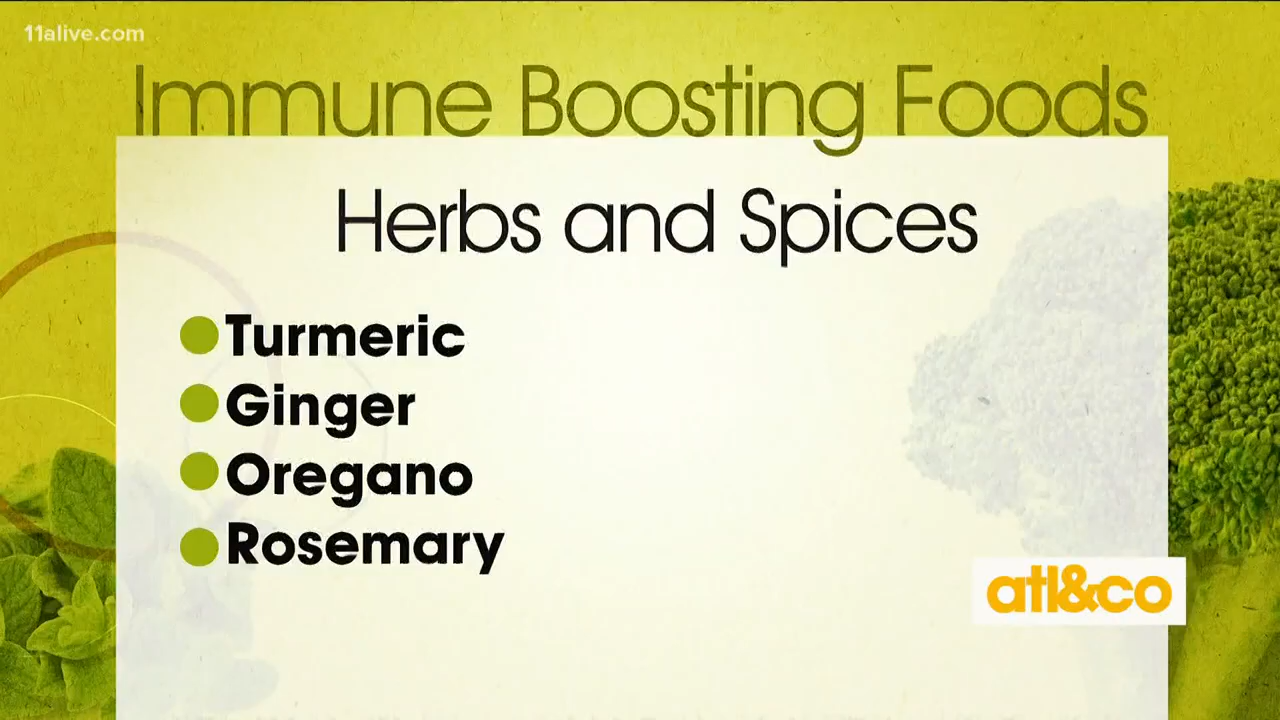 11alive.com
Immune Boosting Foods
Herbs and Spices
Turmeric
Ginger
Oregano
Rosemary
atl&co